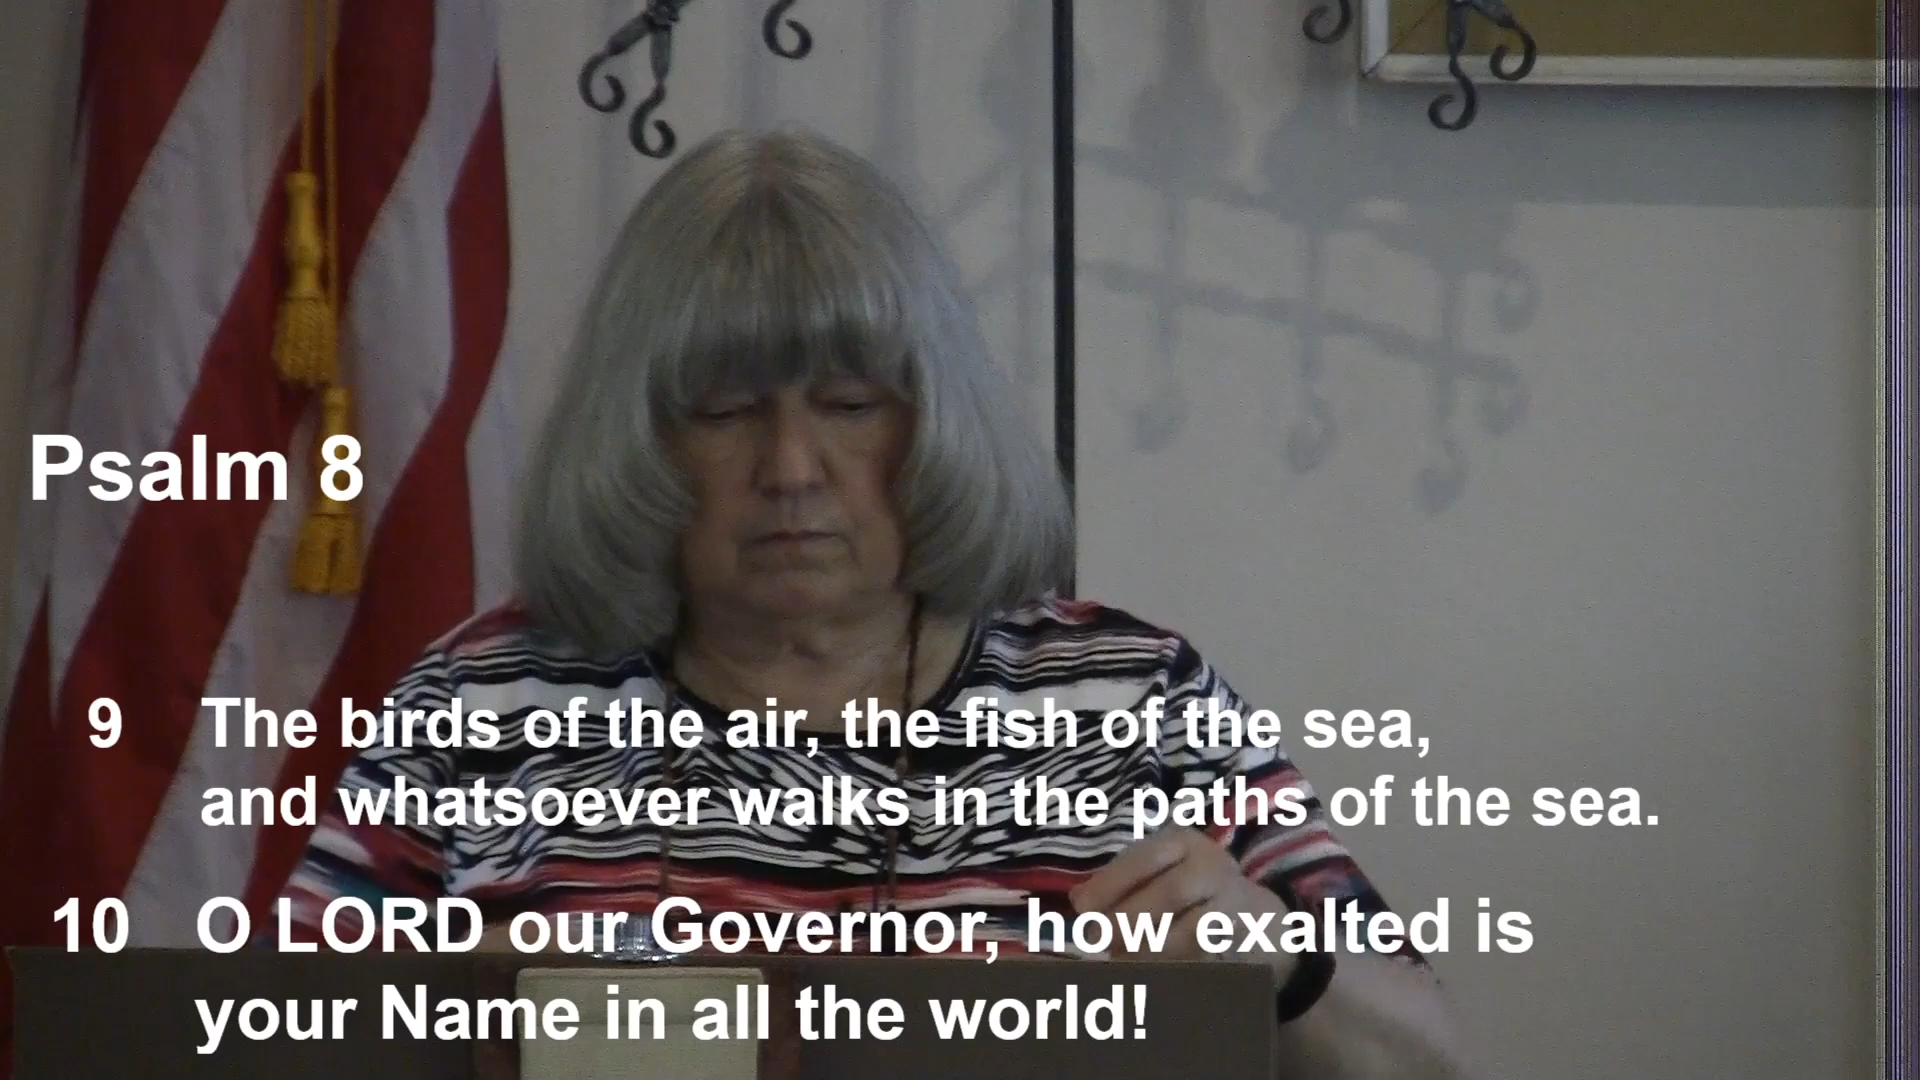 Psalm 8
9 The birds of the air, the fish of the sea,
and whatsoever walks in the paths of the sea.
10 O LORD our Governor, how exalted is
your Name in all the world!